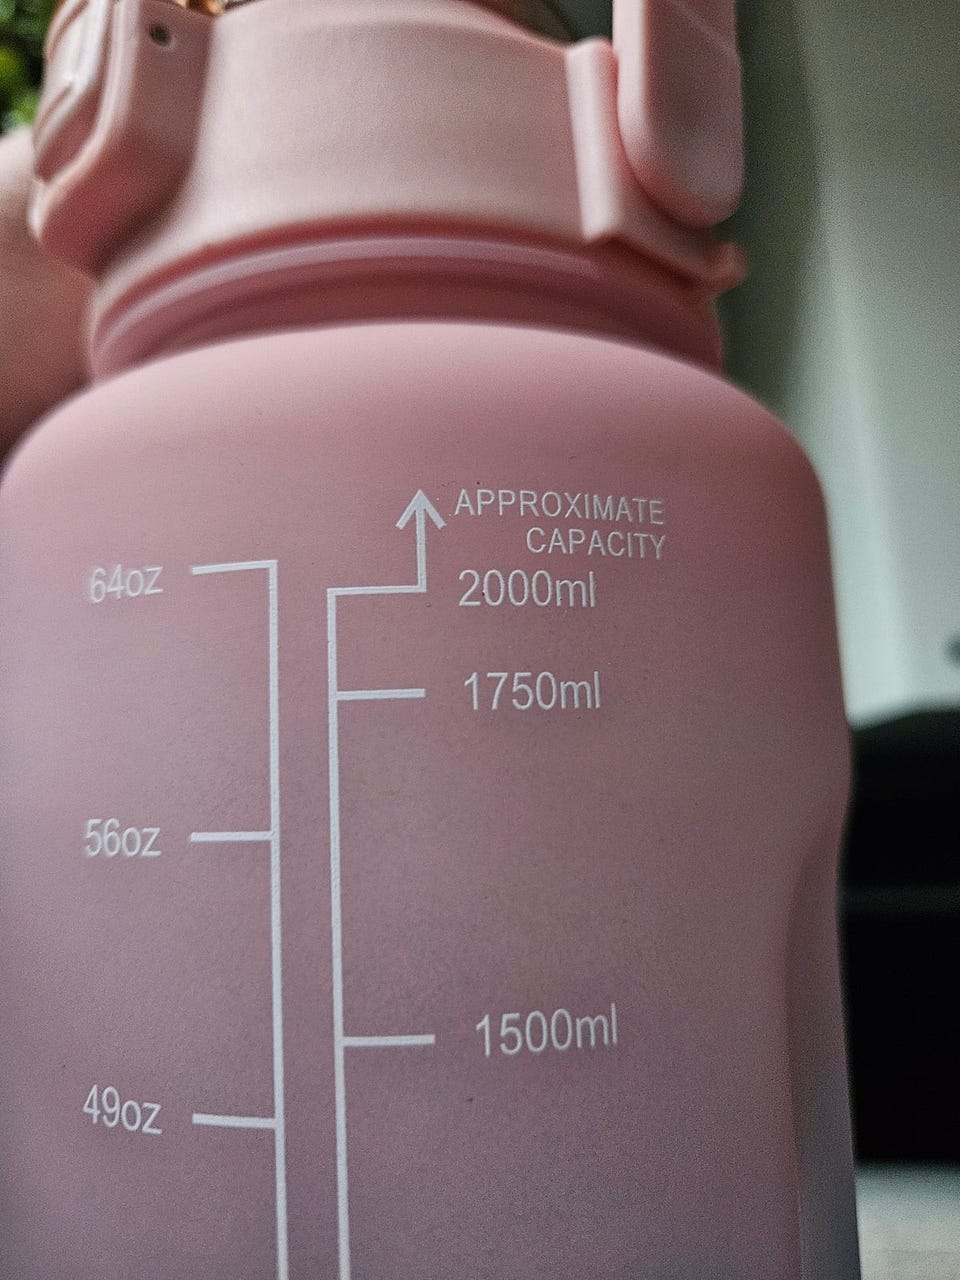 APPROXIMATE
CAPACITY
64oz
2000ml
1750ml
56oz
1500ml
49oz